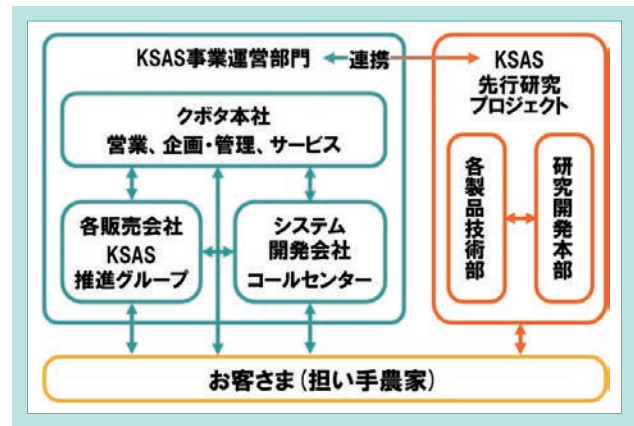 KSAS事業運営部門
連携
KSAS
先行研究
プロジェクト
クボタ本社
営業、企画・管理、サービス
各販売会社
KSAS
推進グループ
システム
開発会社
コールセンター
各製品技術部
研究開発本部
お客さま(担い手農家)